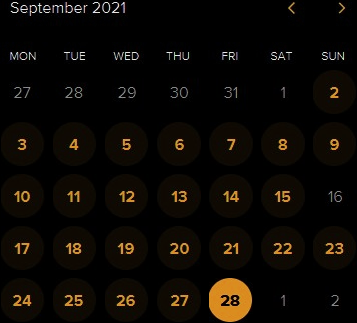 September 2021
MON TUE WED THU FRI SAT SUN
27 28 29 30 31 1 2
3 4 5 6 7 8 9
10 11 12 13 14 15 16
17 18 19 20 21 22 23
24 25 26 27 28 1 2